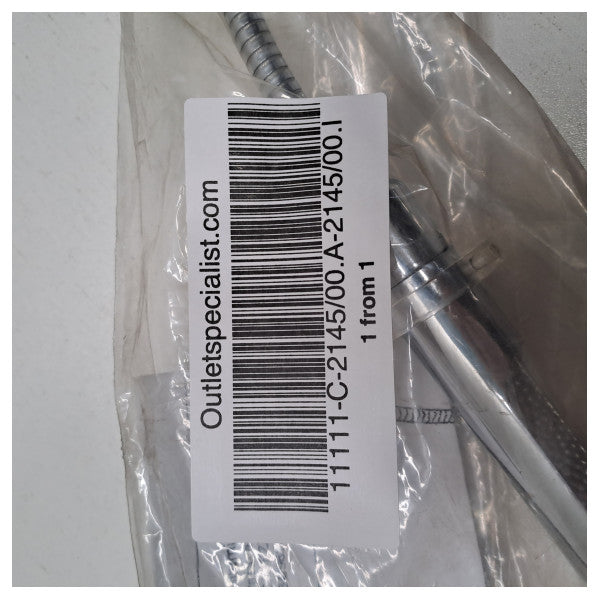 Outletspecialist.com
11111-C-2145/00.A-2145/00.I
1 from 1